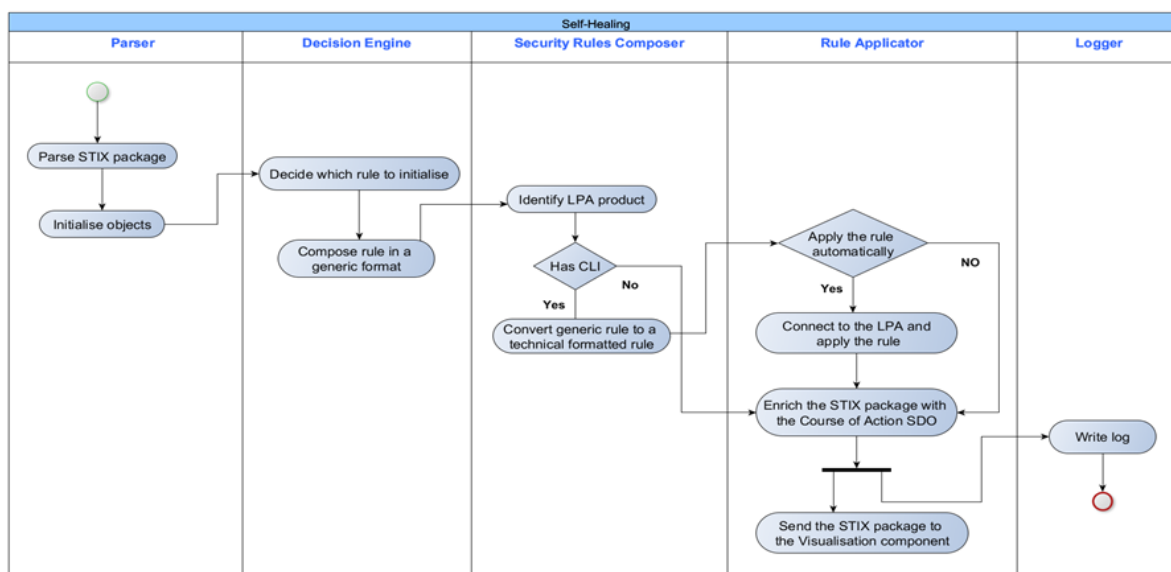 Self-Healing
Parser
Decision Engine
Security Rules Composer
Rule Applicator
Logger
Parse STIX package
Initialise objects
Decide which rule to initialise
Compose rule in a
generic format
Identify LPA product
Has CLI
No
Yes
Convert generic rule to a
technical formatted rule
Apply the rule
automatically
NO
Yes
Connect to the LPA and
apply the rule
Enrich the STIX package with
the Course of Action SDO
Send the STIX package to
the Visualisation component
Write log